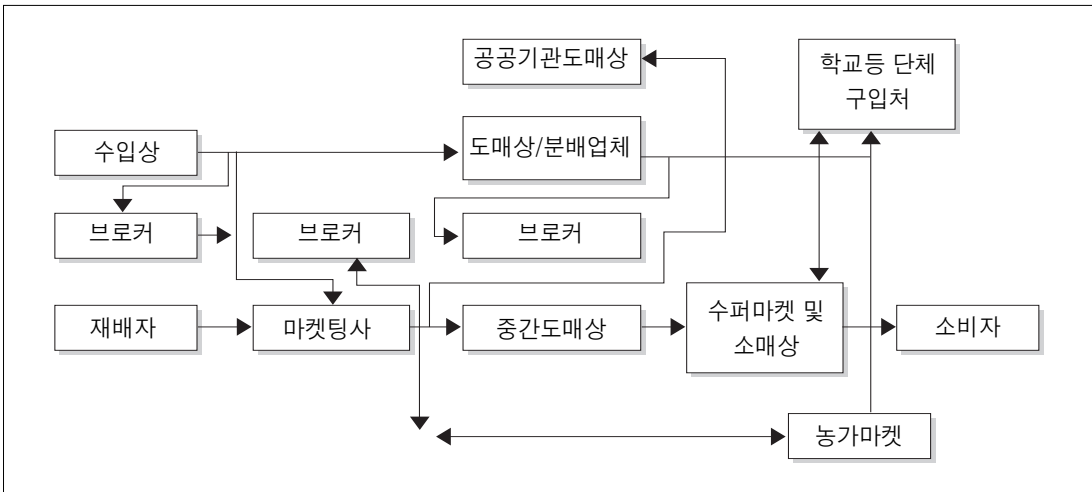 공공기관도매상
학교등 단체
구입처
수입상
도매상/분배업체
브로커
브로커
브로커
재배자
마켓팅사
중간도매상
수퍼마켓 및
소매상
소비자
농가마켓